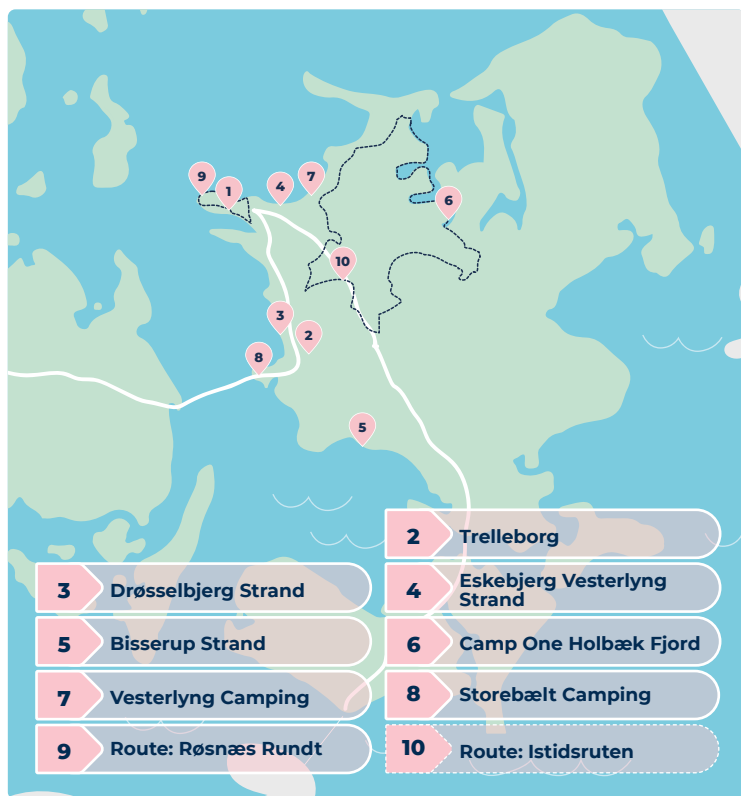 9
1
4
7
6
10
3
2
8
5
2 Trelleborg
3 Drøsselbjerg Strand
4 Eskebjerg Vesterlyng
Strand
5 Bisserup Strand
6 Camp One Holbæk Fjord
7 Vesterlyng Camping
8 Storebælt Camping
9 Route: Røsnæs Rundt
10 Route: Istidsruten